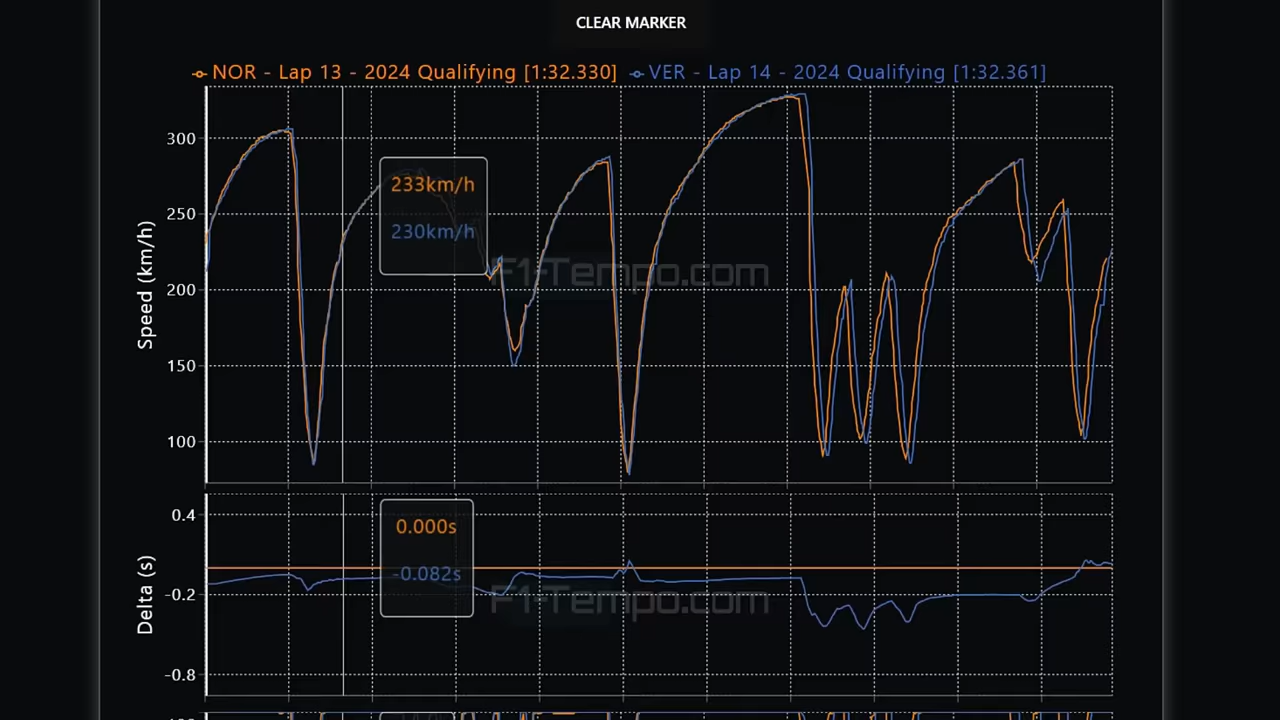 CLEAR MARKER
NOR - Lap 13 - 2024 Qualifying [1:32.330] VER - Lap 14 - 2024 Qualifying [1:32.361]
Speed (km/h)
300
250
200
150
100
233km/h
230km/h
F1-Tempo.com
Delta (s)
0.4
-0.2
-0.8
0.000s
-0.082s
F1-Tempo.com